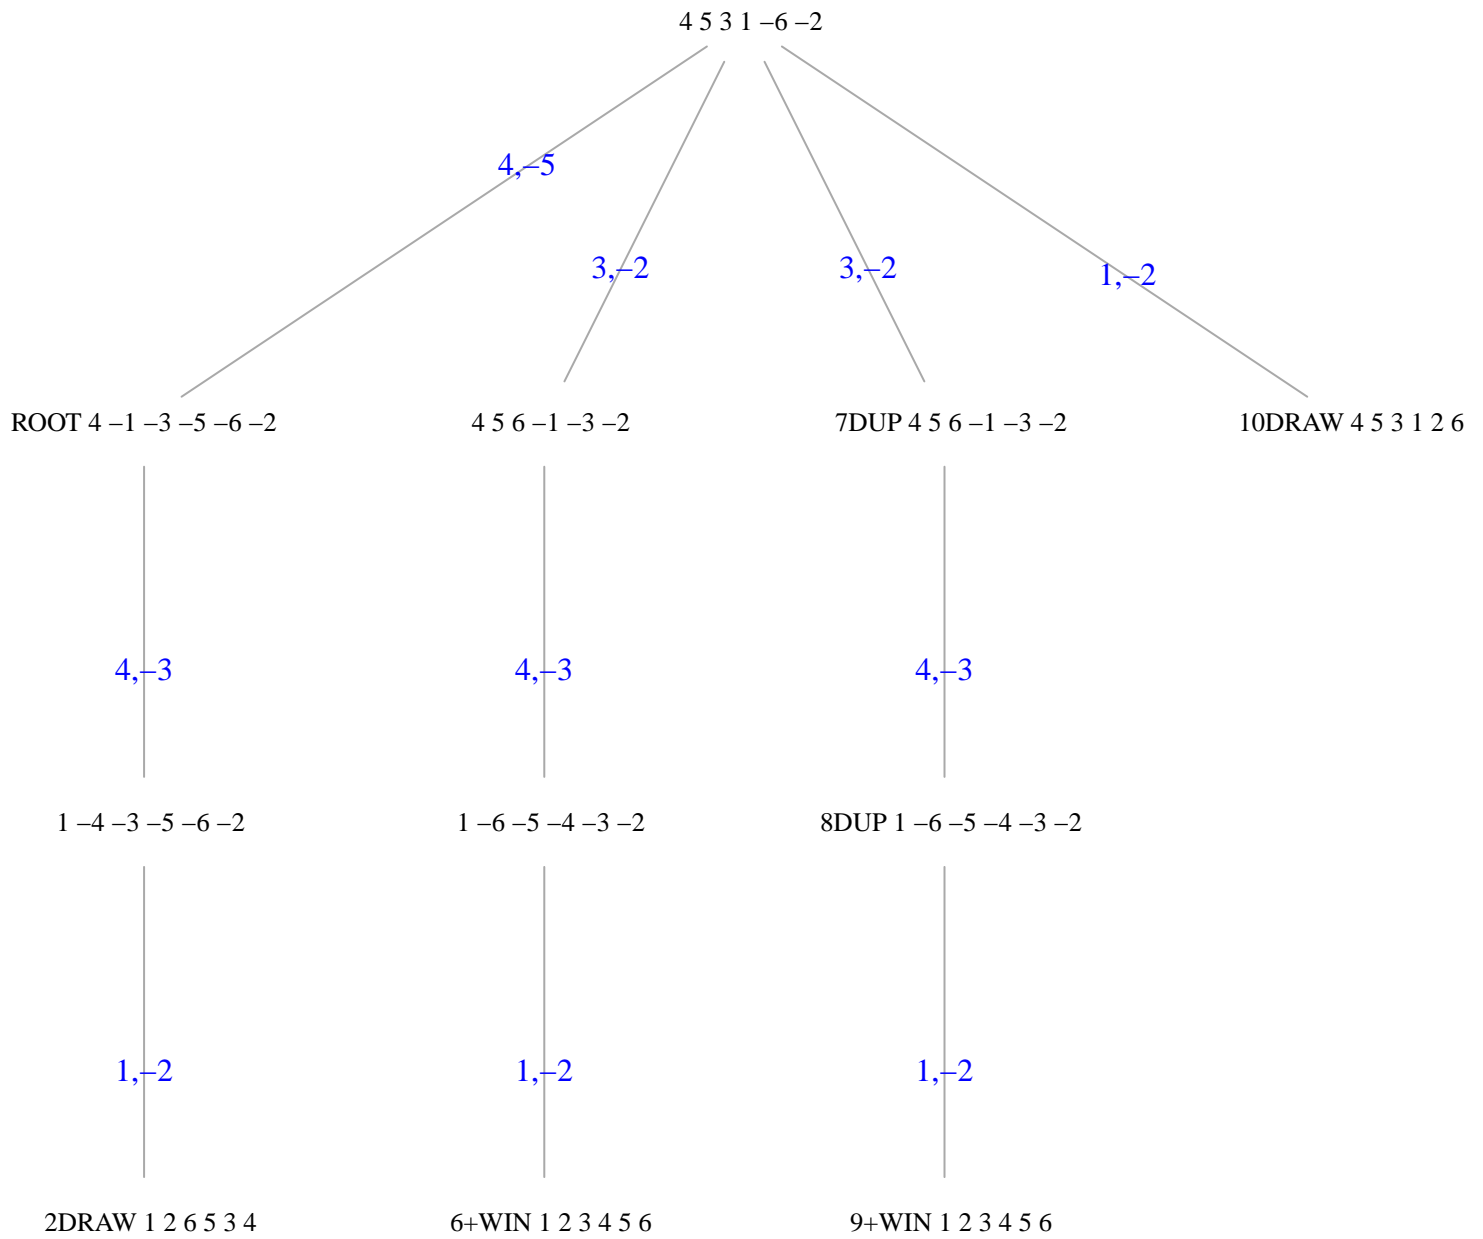 4 5 3 1 –6 –2
4,–5
3,–2
3,–2
1,–2
ROOT 4 –1 –3 –5 –6 –2
4 5 6 –1 –3 –2
7DUP 4 5 6 –1 –3 –2
10DRAW 4 5 3 1 2 6
4,–3
4,–3
4,–3
1 –4 –3 –5 –6 –2
1 –6 –5 –4 –3 –2
8DUP 1 –6 –5 –4 –3 –2
1,–2
1,–2
1,–2
2DRAW 1 2 6 5 3 4
6+WIN 1 2 3 4 5 6
9+WIN 1 2 3 4 5 6